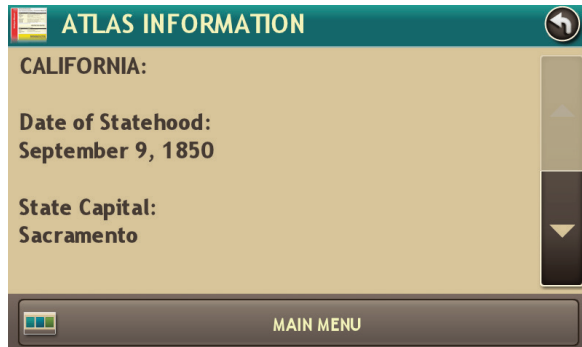 ATLAS INFORMATION
CALIFORNIA:
Date of Statehood:
September 9, 1850
State Capital:
Sacramento
MAIN MENU